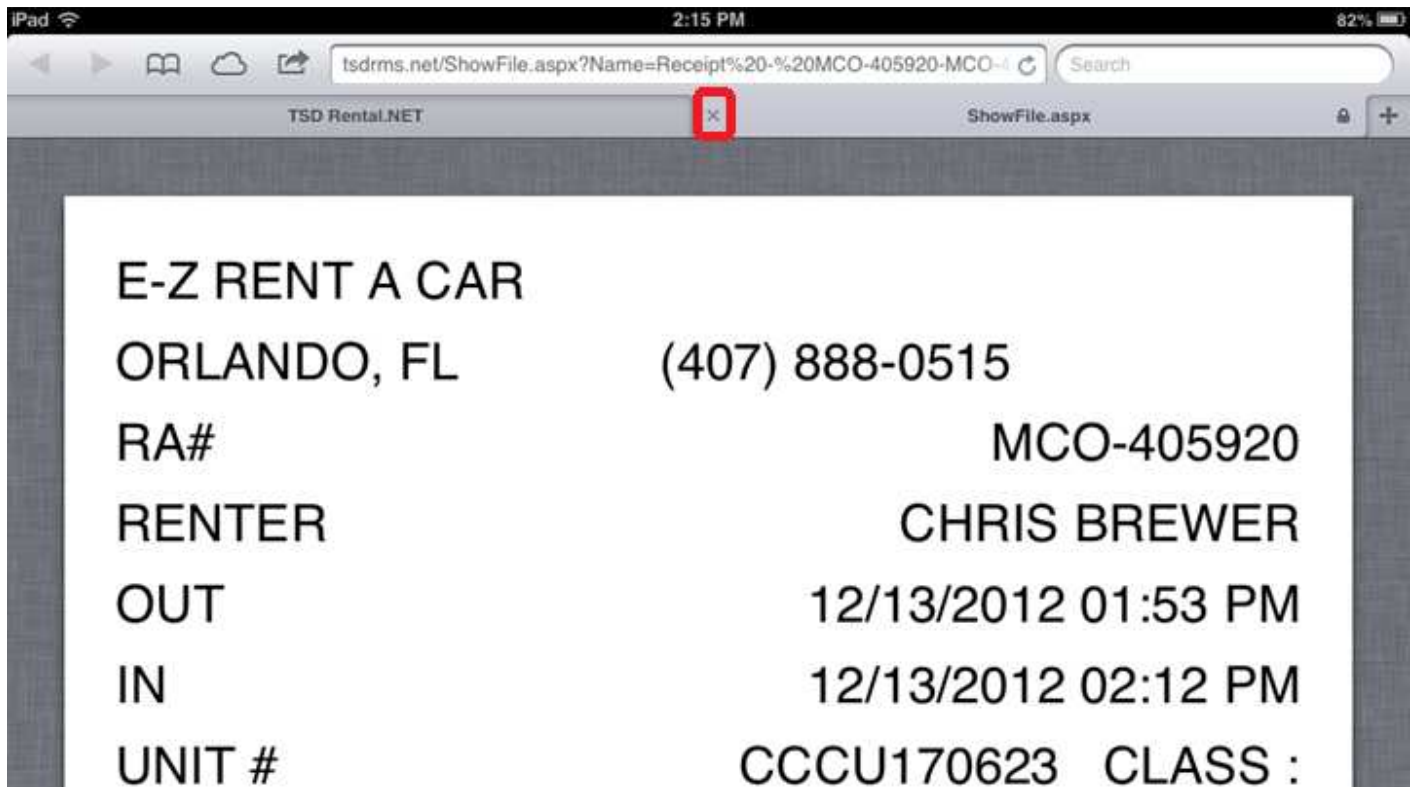 iPad 2:15 PM 82%
tsdrms.net/ShowFile.aspx?Name=Receipt%20-%20MCO-405920-MCO- Search
TSD Rental.NET ShowFile.aspx
E-Z RENT A CAR
ORLANDO, FL (407) 888-0515
RA# MCO-405920
RENTER CHRIS BREWER
OUT 12/13/2012 01:53 PM
IN 12/13/2012 02:12 PM
UNIT # CCCU170623 CLASS :